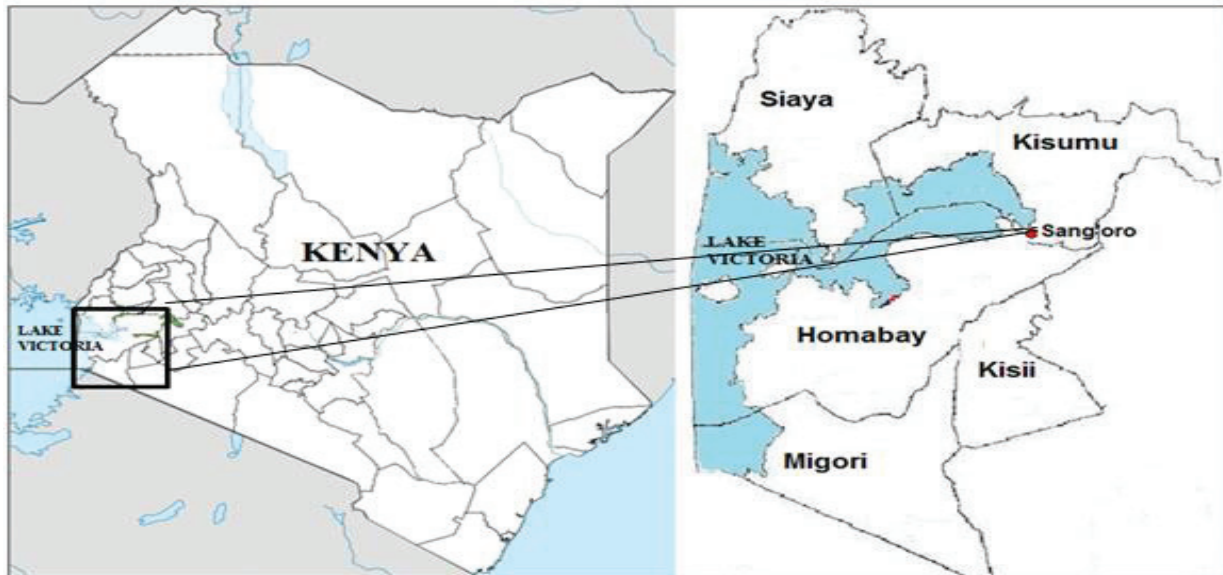 KENYA
LAKE
VICTORIA
Siaya
Kisumu
Sang'oro
LAKE
VICTORIA
Homabay
Kisii
Migori